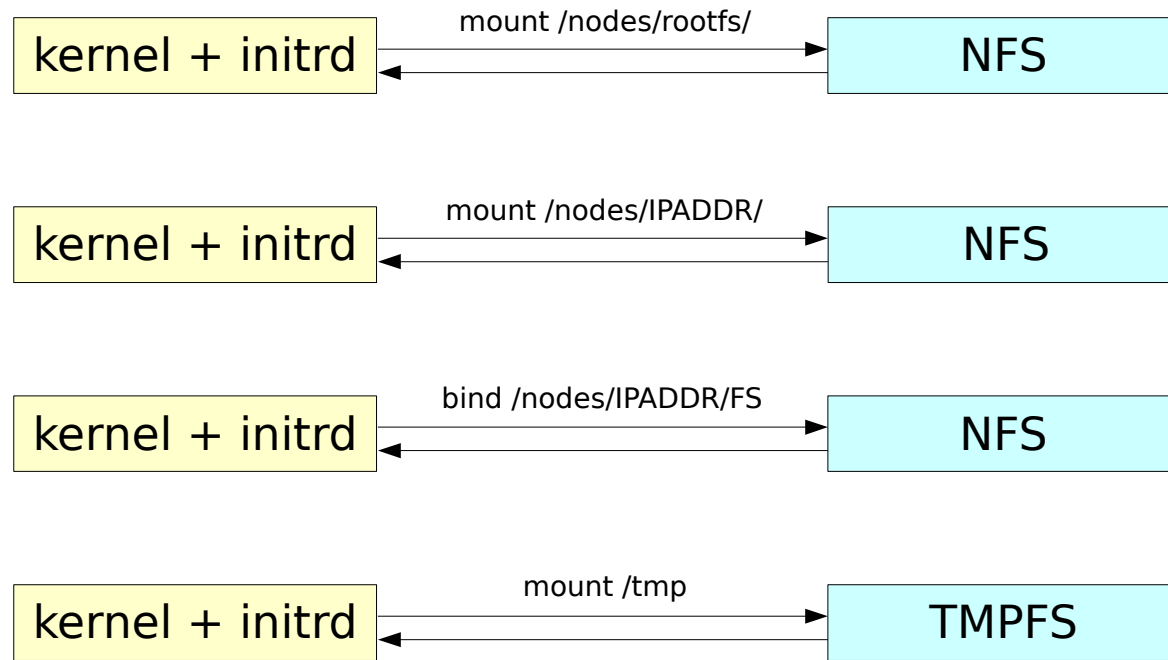 mount /nodes/rootfs/
kernel + initrd
NFS
mount /nodes/IPADDR/
kernel + initrd
NFS
bind /nodes/IPADDR/FS
kernel + initrd
NFS
mount /tmp
kernel + initrd
TMPFS